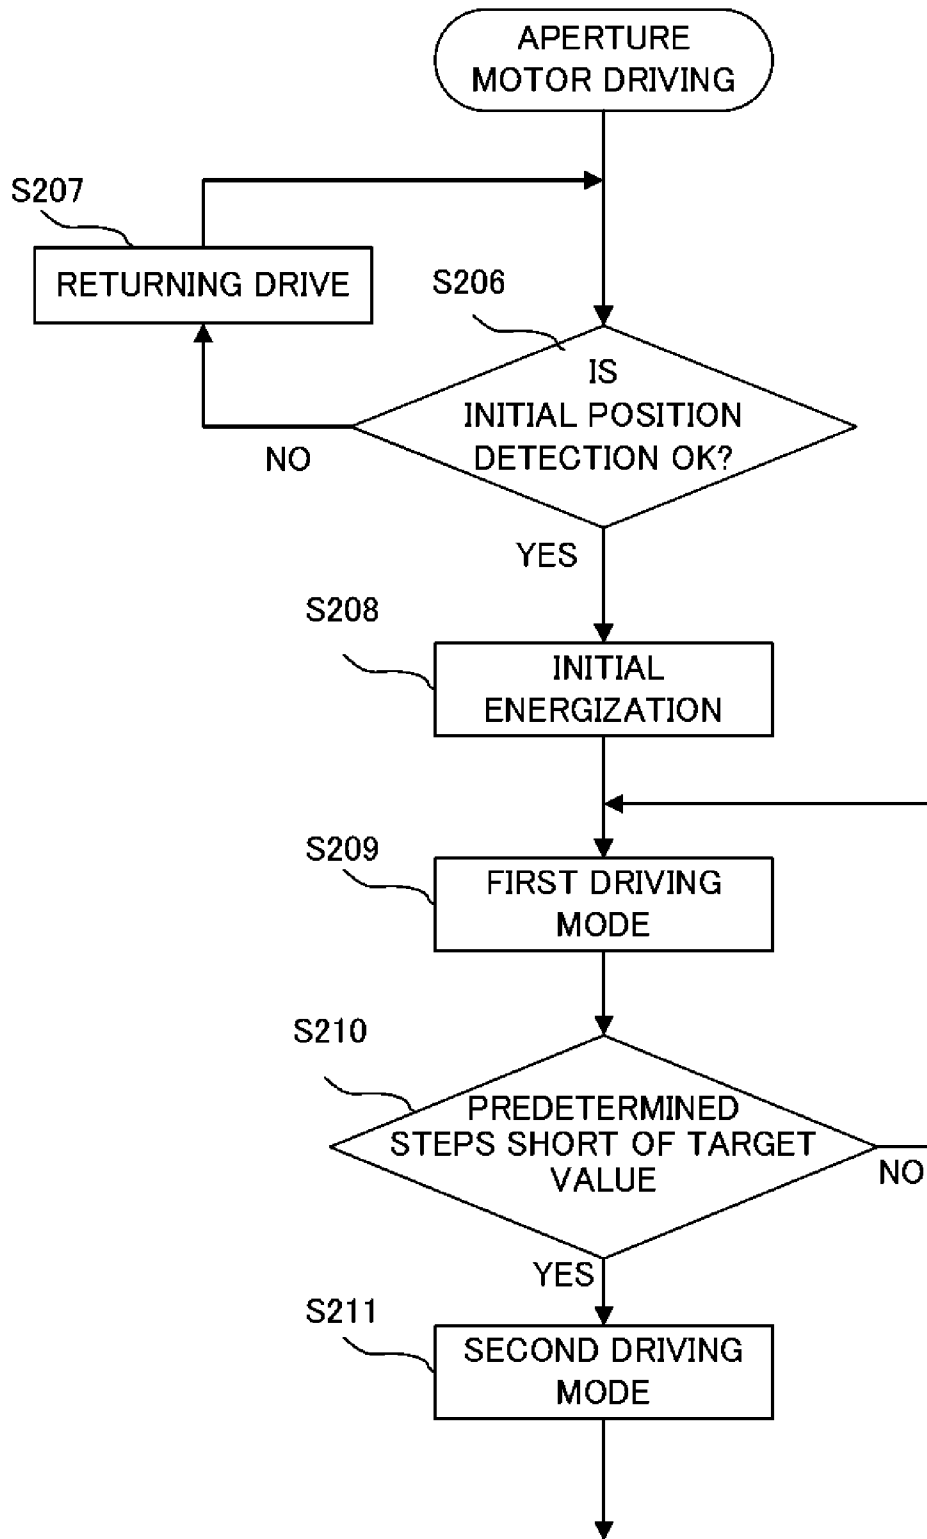 APERTURE
MOTOR DRIVING
S207
RETURNING DRIVE
S206
IS
INITIAL POSITION
DETECTION OK?
NO
YES
S208
INITIAL
ENERGIZATION
S209
FIRST DRIVING
MODE
S210
PREDETERMINED
STEPS SHORT OF TARGET
VALUE
NO
YES
S211
SECOND DRIVING
MODE